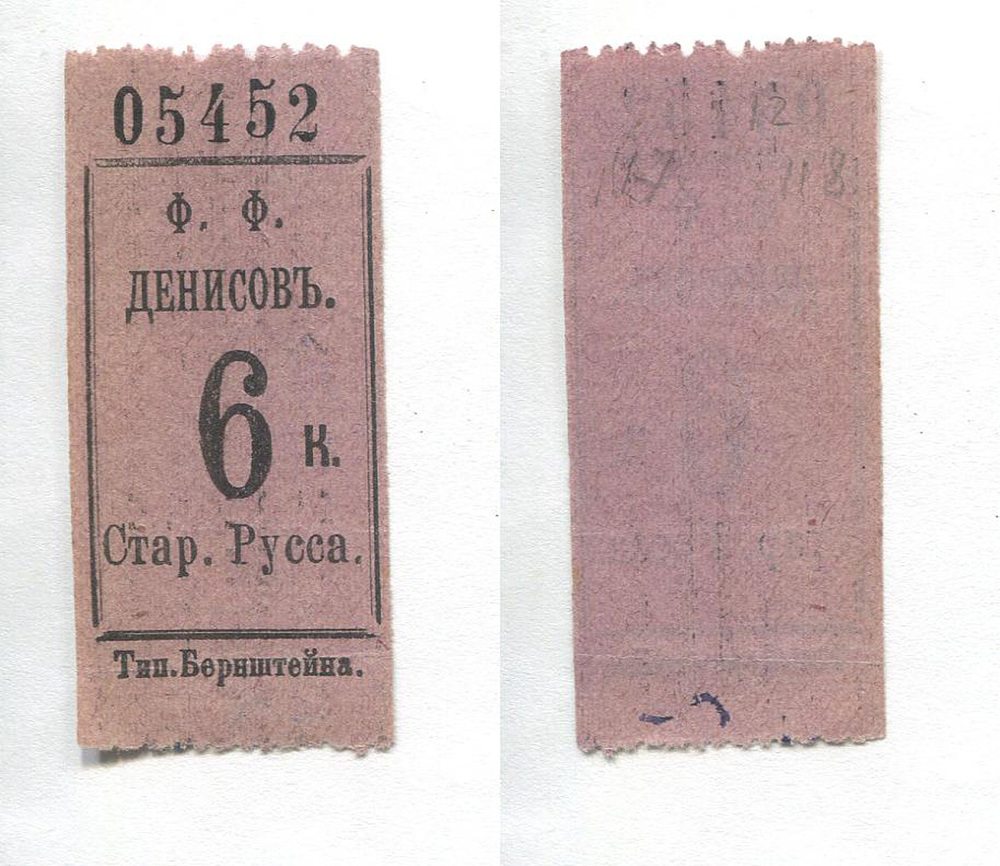 05452
Ф. Ф.
ДЕНИСОВЪ.
6 к.
Стар. Русса.
Тип. Бернштейна.